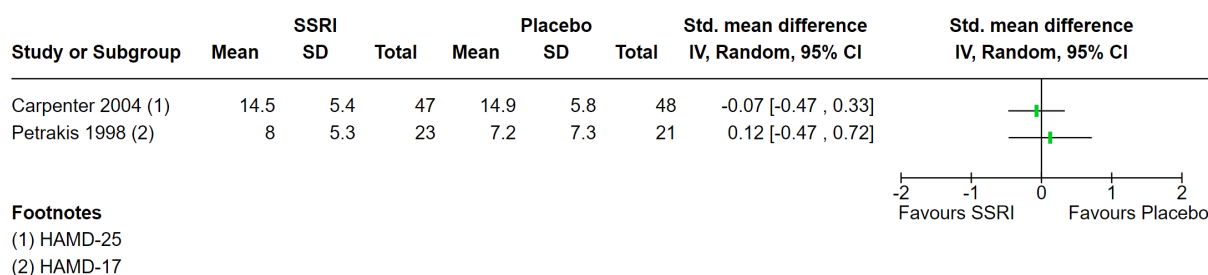 SSRI Placebo Std. mean difference Std. mean difference
Study or Subgroup Mean SD Total Mean SD Total IV, Random, 95% CI IV, Random, 95% CI
Carpenter 2004 (1) 14.5 5.4 47 14.9 5.8 48 -0.07 [-0.47 , 0.33]
Petrakis 1998 (2) 8 5.3 23 7.2 7.3 21 0.12 [-0.47 , 0.72]
-2 -1 0 1 2
Favours SSRI Favours Placebo
Footnotes
(1) HAMD-25
(2) HAMD-17